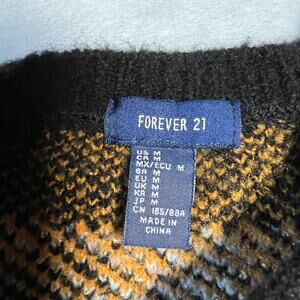 FOREVER 21
US M
CA M
MX/ECU M
BR M
EU M
UK M
KR M
JP M
CN 165/88A
MADE IN
CHINA